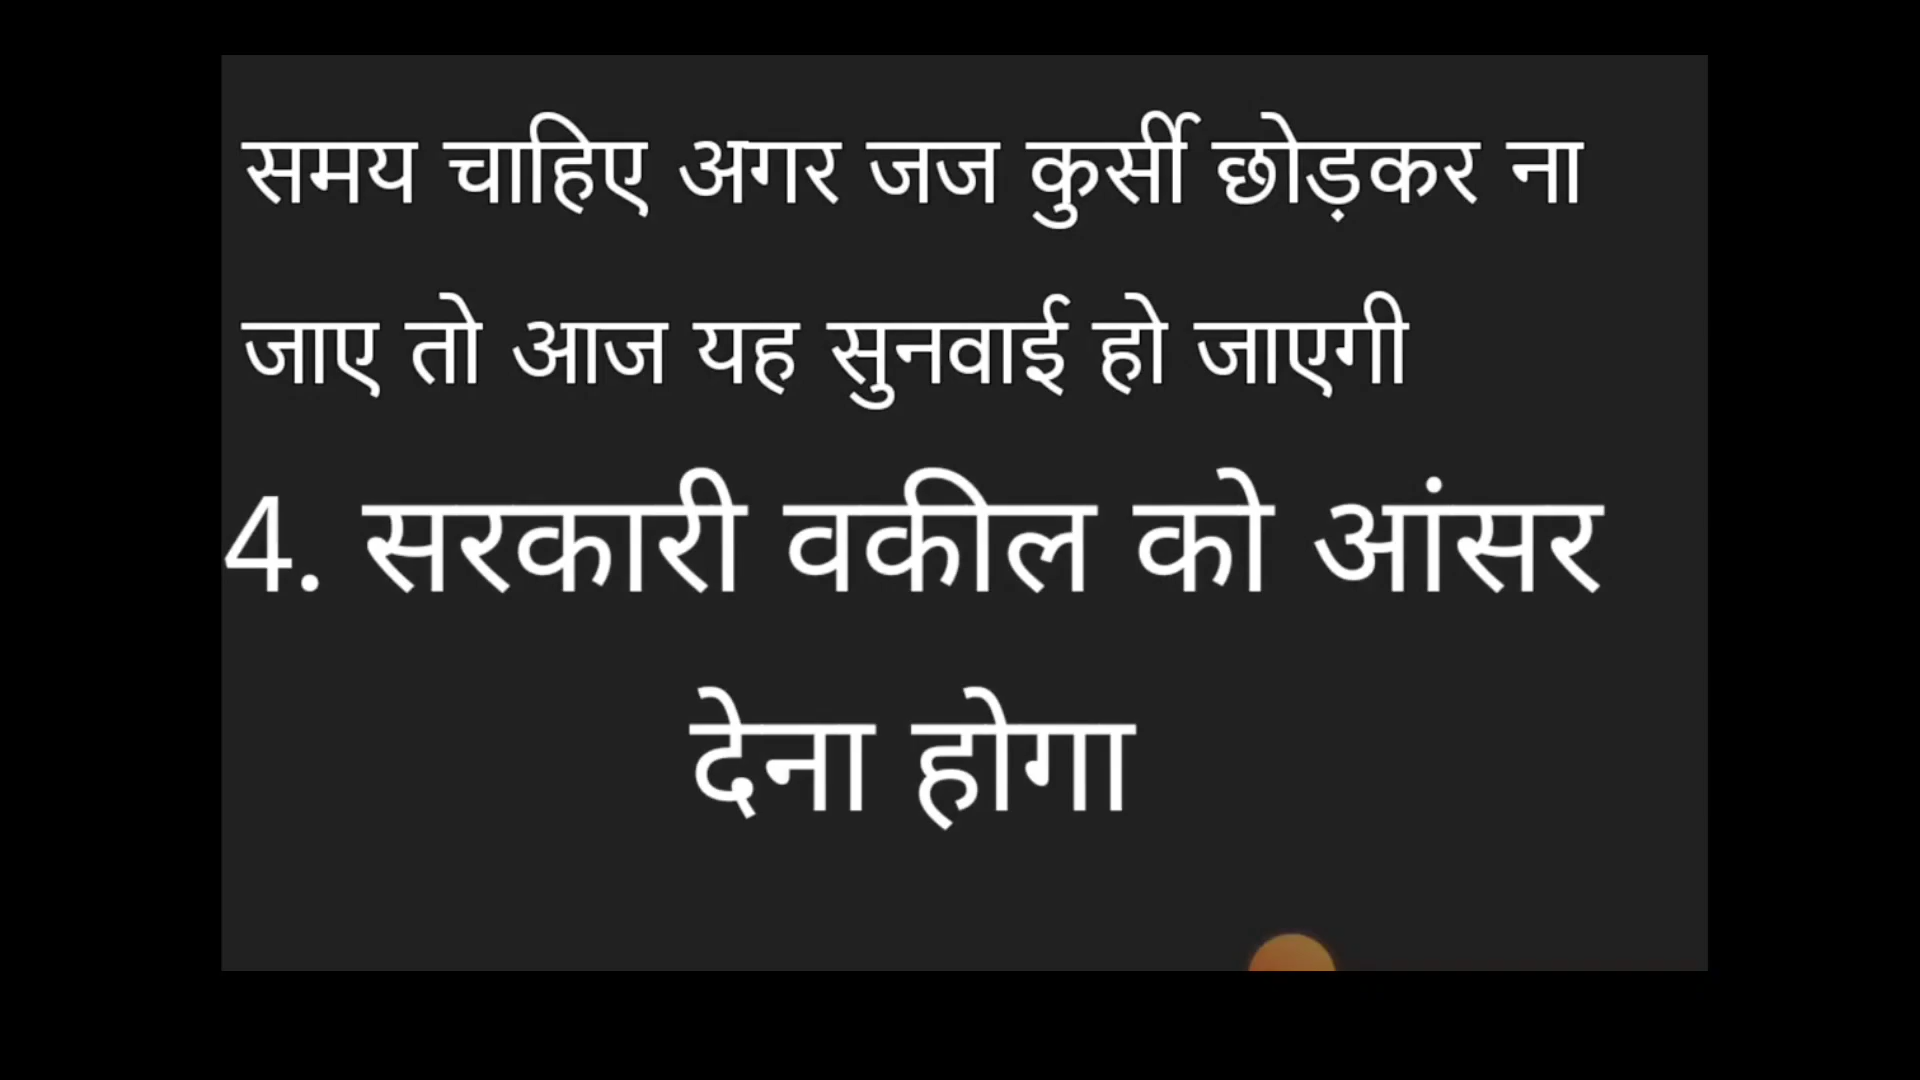 समय चाहिए अगर जज कुर्सी छोड़कर ना
जाए तो आज यह सुनवाई हो जाएगी
4. सरकारी वकील को आंसर
देना होगा